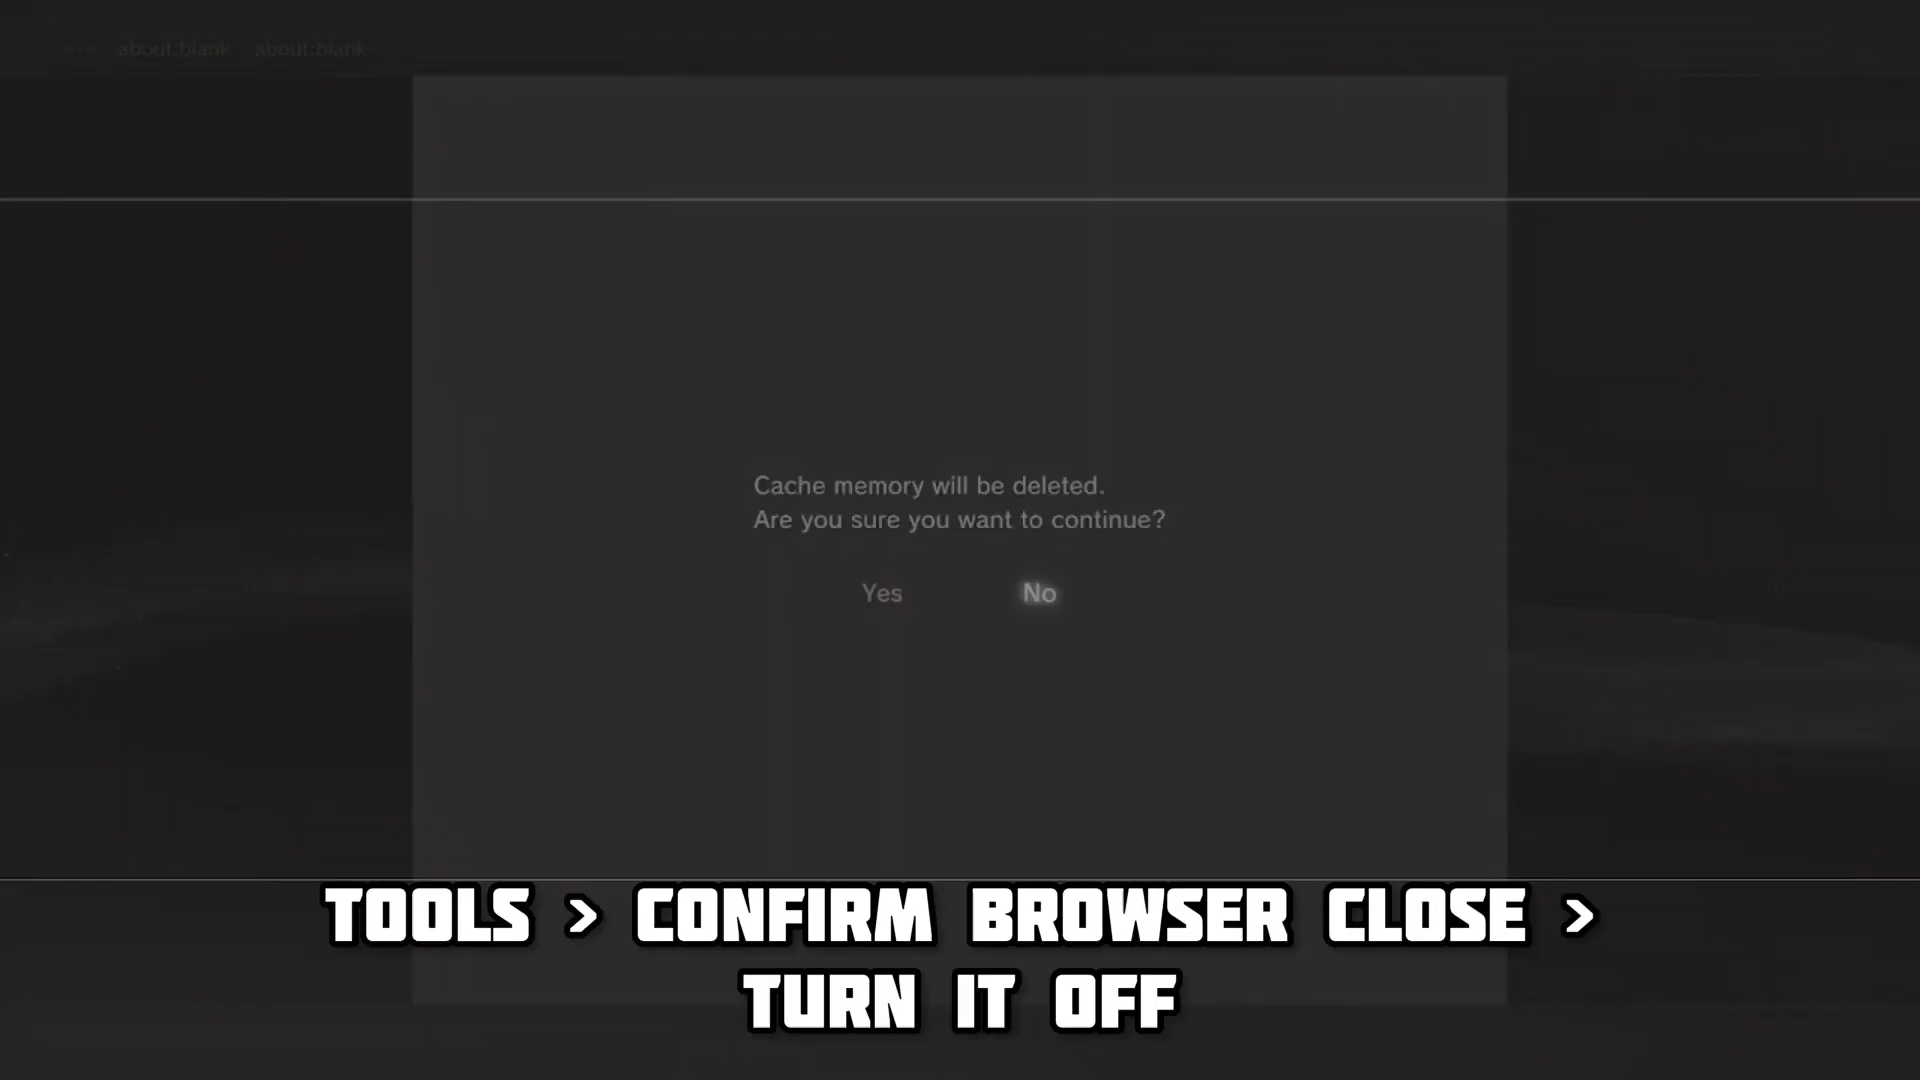 about:blank about:blank
Cache memory will be deleted.
Are you sure you want to continue?
Yes No
TOOLS > CONFIRM BROWSER CLOSE >
TURN IT OFF